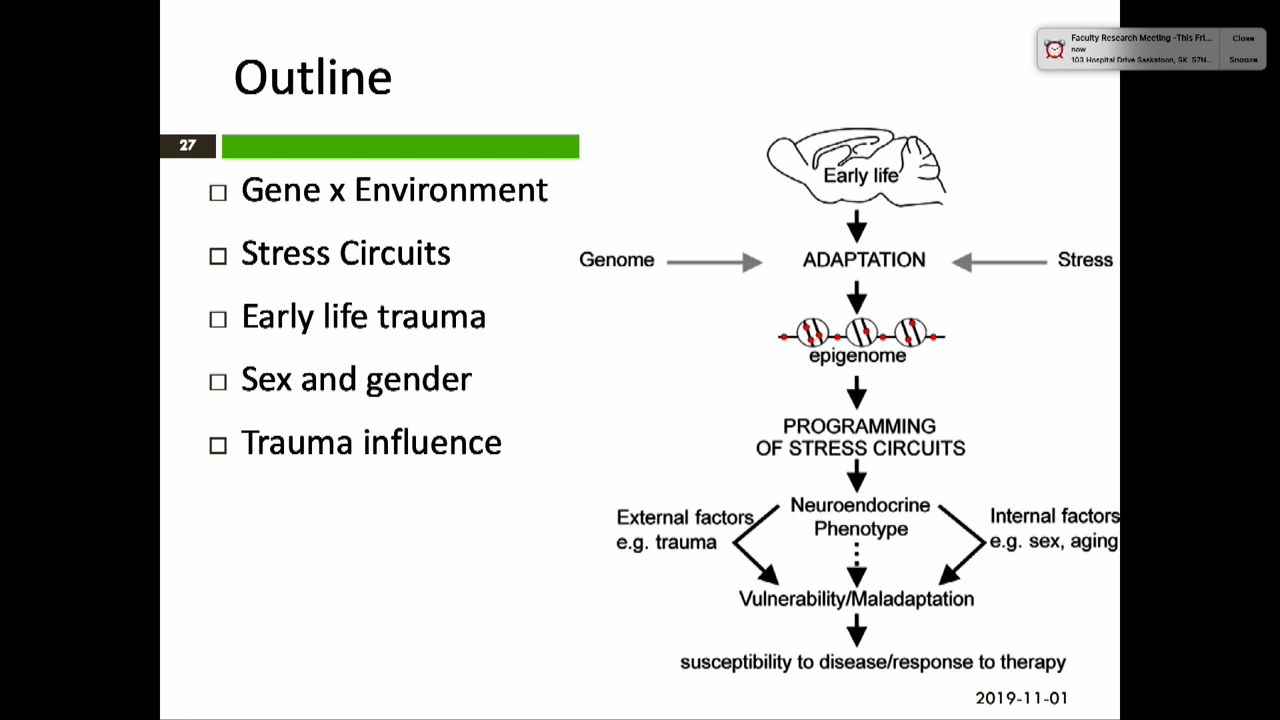 Outline
27
Gene x Environment
Stress Circuits
Early life trauma
Sex and gender
Trauma influence
Early life
Genome
ADAPTATION
Stress
epigenome
PROGRAMMING
OF STRESS CIRCUITS
Neuroendocrine
Phenotype
External factors
e.g. trauma
Internal factors
e.g. sex, aging
Vulnerability/Maladaptation
susceptibility to disease/response to therapy
2019-11-01
Faculty Research Meeting -This Fri...
now
103 Hospital Drive Saskatoon, SK S7N...
Close
Snooze